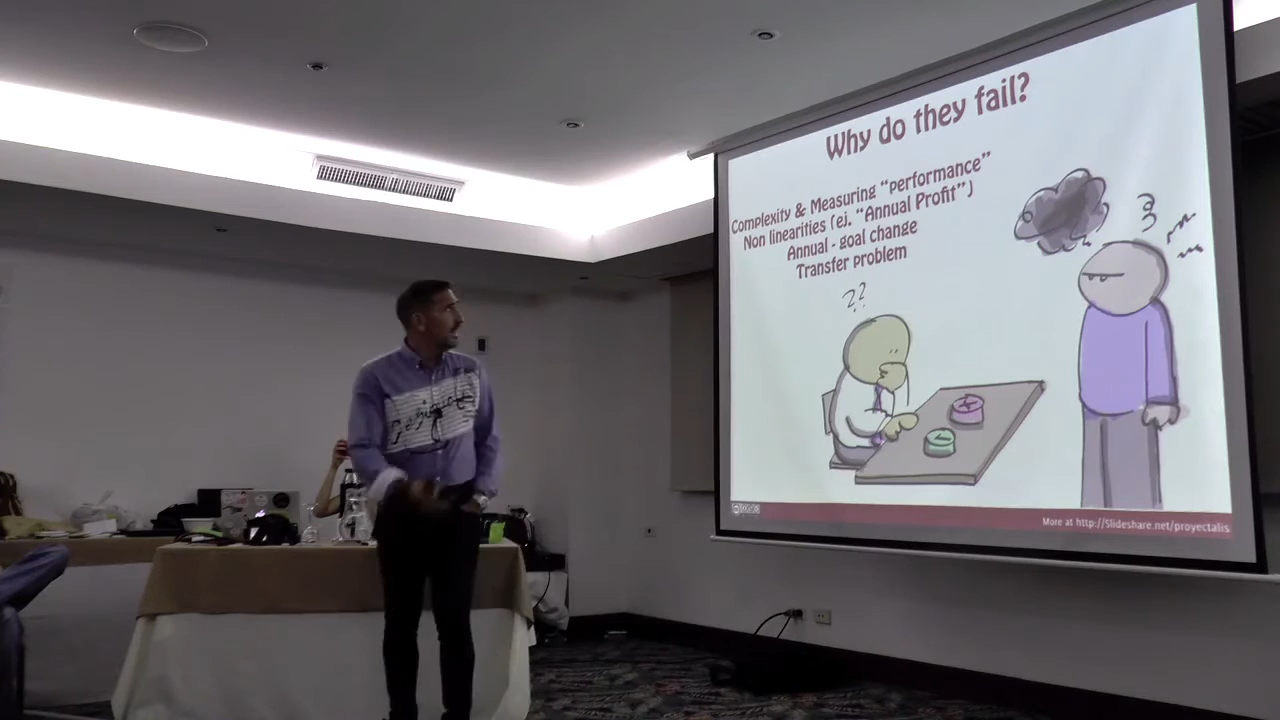 Why do they fail?
Complexity & Measuring “performance”
Non linearities (ej. “Annual Profit”)
Annual - goal change
Transfer problem
??
More at http://Slideshare.net/proyectalis
Desigual